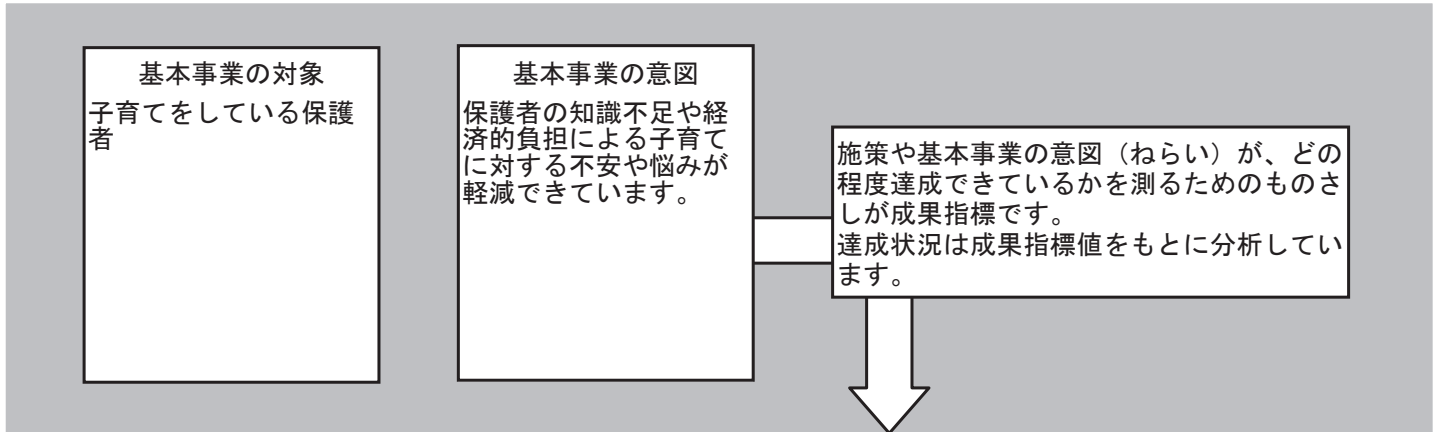 基本事業の対象
子育てをしている保護
者
基本事業の意図
保護者の知識不足や経
済的負担による子育て
に対する不安や悩みが
軽減できています。
施策や基本事業の意図（ねらい）が、どの
程度達成できているかを測るためのものさ
しが成果指標です。
達成状況は成果指標値をもとに分析してい
ます。